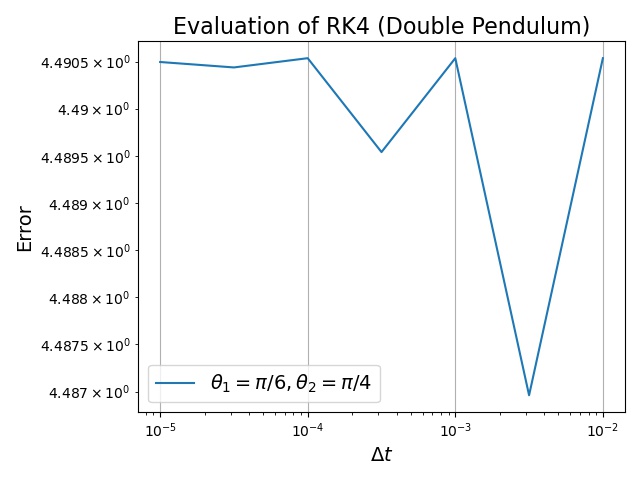 Evaluation of RK4 (Double Pendulum)
Error
4.4905 × 10⁰
4.49 × 10⁰
4.4895 × 10⁰
4.489 × 10⁰
4.4885 × 10⁰
4.488 × 10⁰
4.4875 × 10⁰
4.487 × 10⁰
θ₁ = π/6, θ₂ = π/4
10⁻⁵ 10⁻⁴ 10⁻³ 10⁻²
Δt